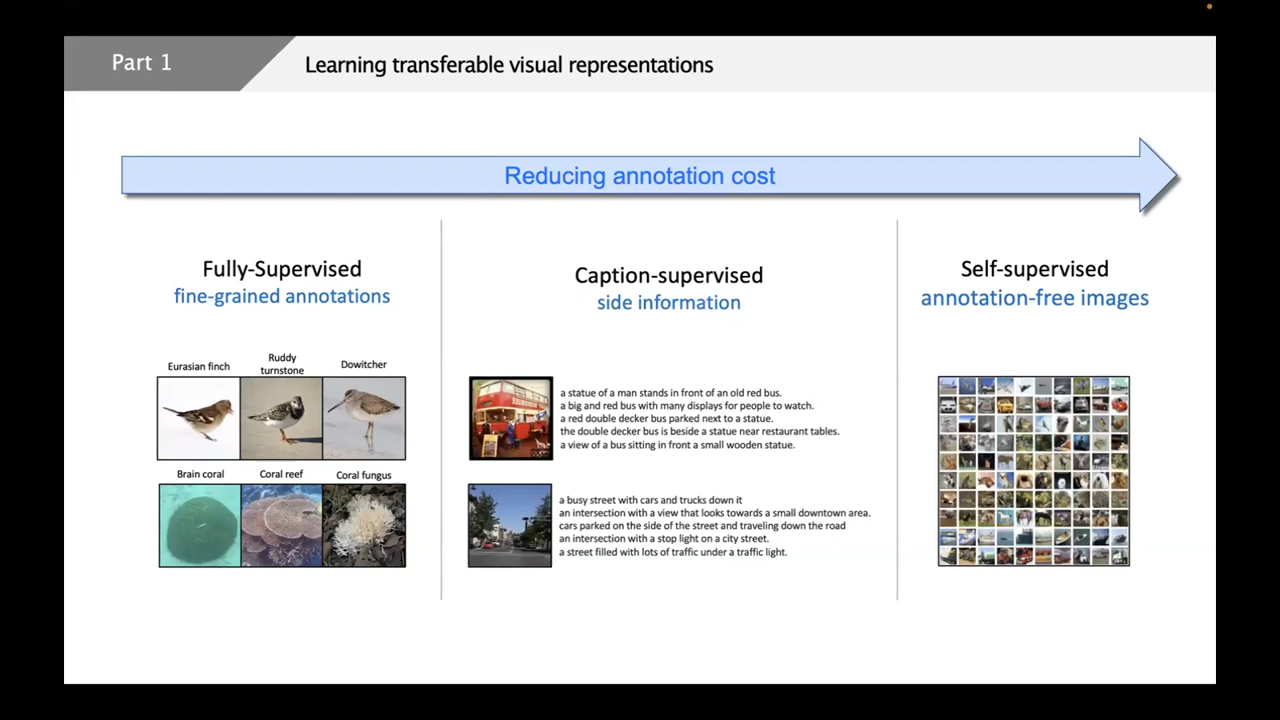 Part 1
Learning transferable visual representations
Reducing annotation cost
Fully-Supervised
fine-grained annotations
Eurasian finch
Ruddy
turnstone
Dowitcher
Brain coral
Coral reef
Coral fungus
Caption-supervised
side information
a statue of a man stands in front of an old red bus.
a big and red bus with many displays for people to watch.
a red double decker bus parked next to a statue.
the double decker bus is beside a statue near restaurant tables.
a view of a bus sitting in front a small wooden statue.
a busy street with cars and trucks down it
an intersection with a view that looks towards a small downtown area.
cars parked on the side of the street and traveling down the road
an intersection with a stop light on a city street.
a street filled with lots of traffic under a traffic light.
Self-supervised
annotation-free images